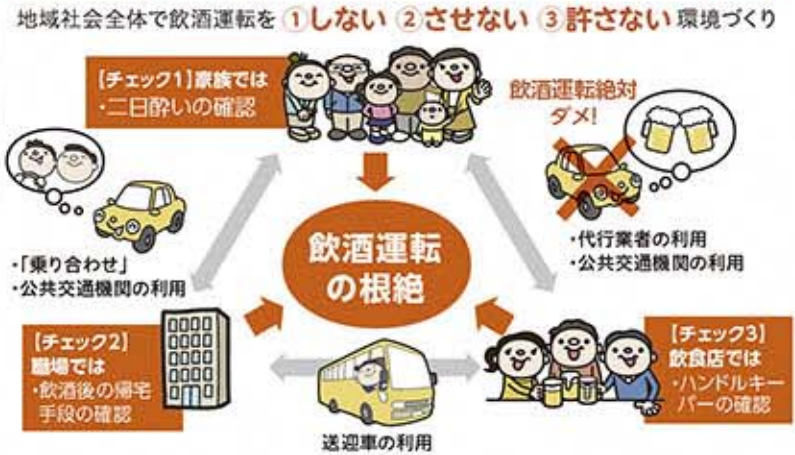 地域社会全体で飲酒運転を ①しない ②させない ③許さない 環境づくり
【チェック1】家族では
・二日酔いの確認
飲酒運転絶対
ダメ!
・「乗り合わせ」
・公共交通機関の利用
・代行業者の利用
・公共交通機関の利用
飲酒運転
の根絶
【チェック2】
職場では
・飲酒後の帰宅
手段の確認
【チェック3】
飲食店では
・ハンドルキー
パーの確認
送迎車の利用